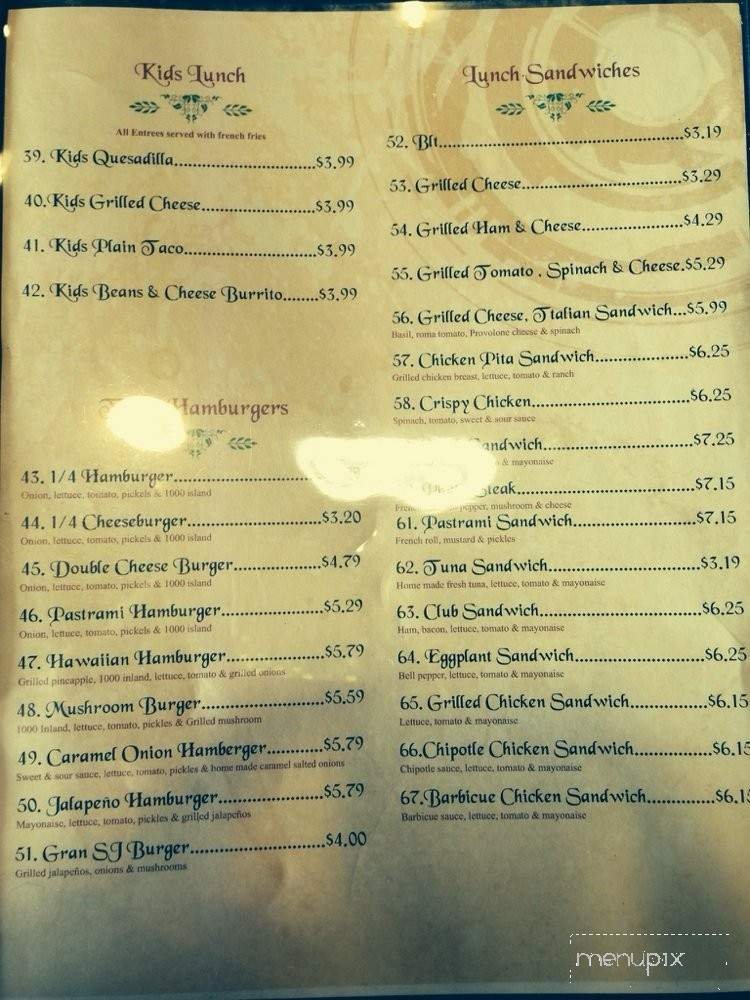 Kids Lunch
All Entrees served with french fries
39. Kids Quesadilla..................................$3.99
40.Kids Grilled Cheese...........................$3.99
41. Kids Plain Taco................................$3.99
42. Kids Beans & Cheese Burrito........$3.99
Hamburgers
43. 1/4 Hamburger
Onion, lettuce, tomato, pickels & 1000 island
44. 1/4 Cheeseburger................................$3.20
Onion, lettuce, tomato, pickels & 1000 island
45. Double Cheese Burger.....................$4.79
Onion, lettuce, tomato, pickels & 1000 island
46. Pastrami Hamburger........................$5.29
Onion, lettuce, tomato, pickels & 1000 island
47. Hawaiian Hamburger.......................$5.79
Grilled pineapple, 1000 inland, lettuce, tomato & grilled onions
48. Mushroom Burger.............................$5.59
1000 Inland, lettuce, tomato, pickles & Grilled mushroom
49. Caramel Onion Hamberger.............$5.79
Sweet & sour sauce, lettuce, tomato, pickles & home made caramel salted onions
50. Jalapeño Hamburger.........................$5.79
Mayonaise, lettuce, tomato, pickles & grilled jalapeños
51. Gran SJ Burger................................$4.00
Grilled jalapeños, onions & mushrooms
Lunch Sandwiches
52. Blt..........................................................$3.19
53. Grilled Cheese......................................$3.29
54. Grilled Ham & Cheese.......................$4.29
55. Grilled Tomato , Spinach & Cheese.$5.29
56. Grilled Cheese, Italian Sandwich...$5.99
Basil, roma tomato, Provolone cheese & spinach
57. Chicken Pita Sandwich......................$6.25
Grilled chicken breast, lettuce, tomato & ranch
58. Crispy Chicken.....................................$6.25
Spinach, tomato, sweet & sour sauce
Sandwich....................................$7.25
& mayonaise
Steak..........................................$7.15
pepper, mushroom & cheese
61. Pastrami Sandwich............................$7.15
French roll, mustard & pickles
62. Tuna Sandwich....................................$3.19
Home made fresh tuna, lettuce, tomato & mayonaise
63. Club Sandwich.....................................$6.25
Ham, bacon, lettuce, tomato & mayonaise
64. Eggplant Sandwich..............................$6.25
Bell pepper, lettuce, tomato & mayonaise
65. Grilled Chicken Sandwich..................$6.15
Lettuce, tomato & mayonaise
66.Chipotle Chicken Sandwich..................$6.15
Chipotle sauce, lettuce, tomato & mayonaise
67.Barbicue Chicken Sandwich................$6.15
Barbicue sauce, lettuce, tomato & mayonaise
menupix